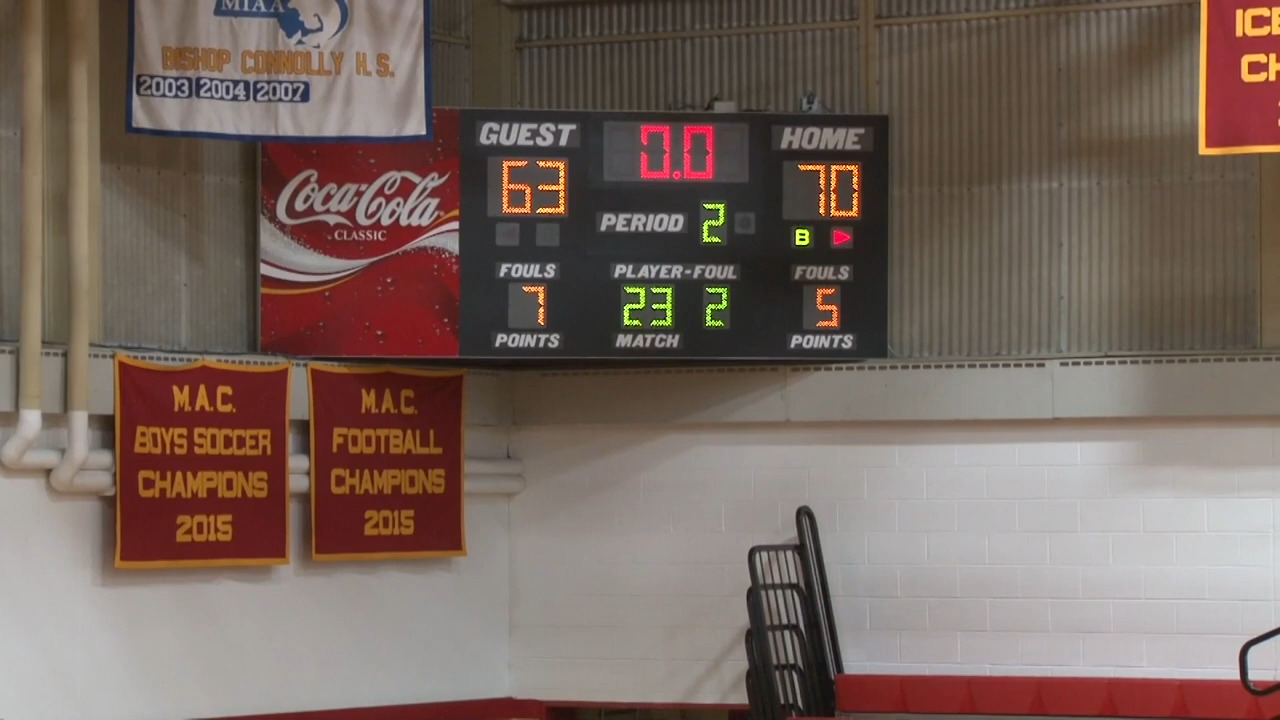 MIAA
BISHOP CONNOLLY H.S.
2003 2004 2007
GUEST
0.0
HOME
63
70
PERIOD 2
B
Coca-Cola
CLASSIC
FOULS
PLAYER-FOUL
FOULS
7
23 2
5
POINTS
MATCH
POINTS
M.A.C.
BOYS SOCCER
CHAMPIONS
2015
M.A.C.
FOOTBALL
CHAMPIONS
2015
ICE
CH